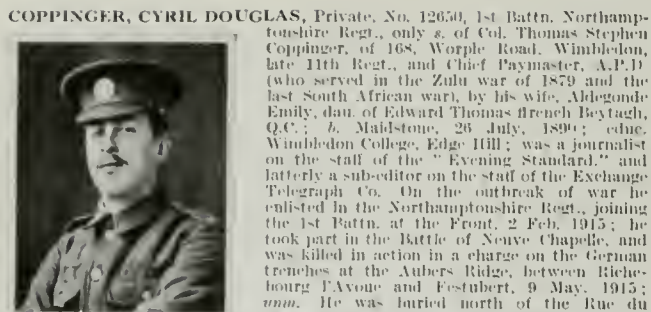 COPPINGER, CYRIL DOUGLAS, Private, No. 12650, 1st Battn. Northamp-
tonshire Regt., only s. of Col. Thomas Stephen
Coppinger, of 168, Worple Road, Wimbledon,
late 11th Regt., and Chief Paymaster, A.P.D.
(who served in the Zulu war of 1879 and the
last South African war), by his wife, Aldegonde
Emily, dau. of Edward Thomas ffrench Beytagh,
Q.C.; b. Maidstone, 26 July, ; educ.
Wimbledon College, Edge Hill; was a journalist
on the staff of the "Evening Standard," and
latterly a sub-editor on the staff of the Exchange
Telegraph Co. On the outbreak of war he
enlisted in the Northamptonshire Regt., joining
the 1st Battn. at the Front, 2 Feb. 1915; he
took part in the Battle of Neuve Chapelle, and
was killed in action in a charge on the German
trenches at the Aubers Ridge, between Riche-
bourg l'Avoue and Festubert, 9 May, 1915;
unm. He was buried north of the Rue du